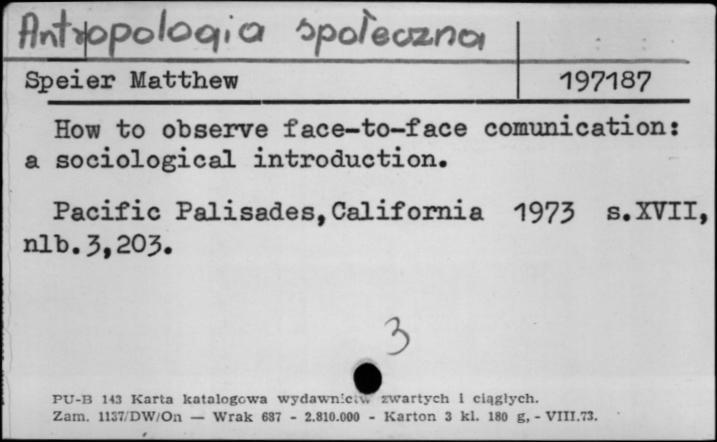 Antropologia społeczna
Speier Matthew 197187
How to observe face-to-face comunication:
a sociological introduction.
Pacific Palisades,California 1973 s.XVII,
nlb.3,203.
3
PU-B 143 Karta katalogowa wydawnictw zwartych i ciągłych.
Zam. 1137/DW/On — Wrak 687 - 2.810.000 - Karton 3 kl. 180 g, - VIII.73.